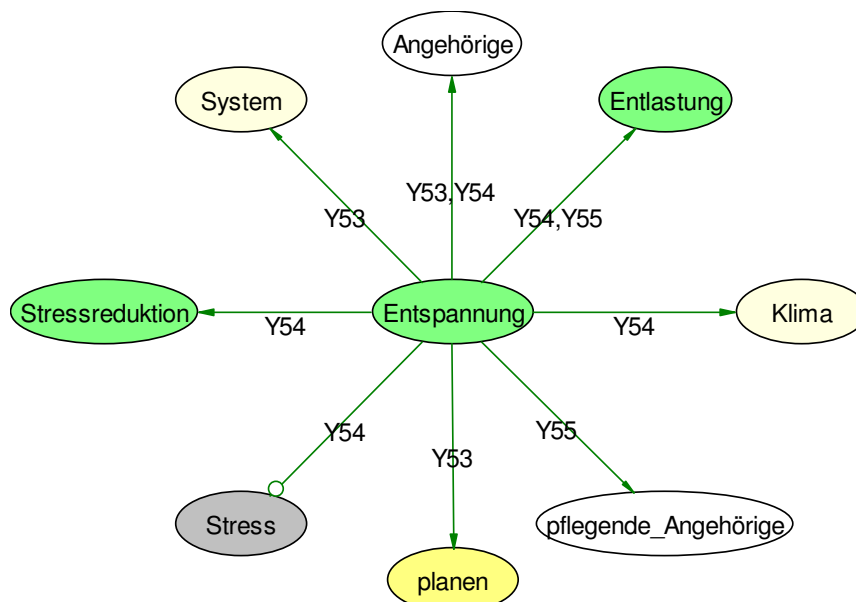 Angehörige
System
Entlastung
Y53,Y54
Y53
Y54,Y55
Stressreduktion
Entspannung
Klima
Y54
Y54
Y54
Y55
Y53
Stress
pflegende_Angehörige
planen